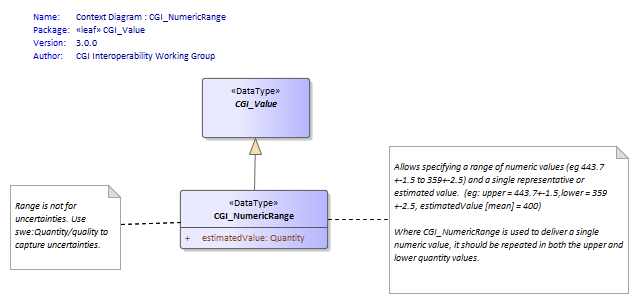 Name: Context Diagram : CGI_NumericRange
Package: «leaf» CGI_Value
Version: 3.0.0
Author: CGI Interoperability Working Group
«DataType»
CGI_Value
Allows specifying a range of numeric values (eg 443.7
+-1.5 to 359+-2.5) and a single representative or
estimated value. (eg: upper = 443.7+-1.5, lower = 359
+-2.5, estimatedValue [mean] = 400)
Where CGI_NumericRange is used to deliver a single
numeric value, it should be repeated in both the upper and
lower quantity values.
Range is not for
uncertainties. Use
swe:Quantity/quality to
capture uncertainties.
«DataType»
CGI_NumericRange
+ estimatedValue: Quantity